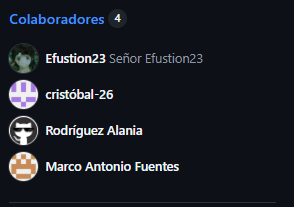 Colaboradores 4
Efustion23 Señor Efustion23
cristóbal-26
Rodríguez Alania
Marco Antonio Fuentes